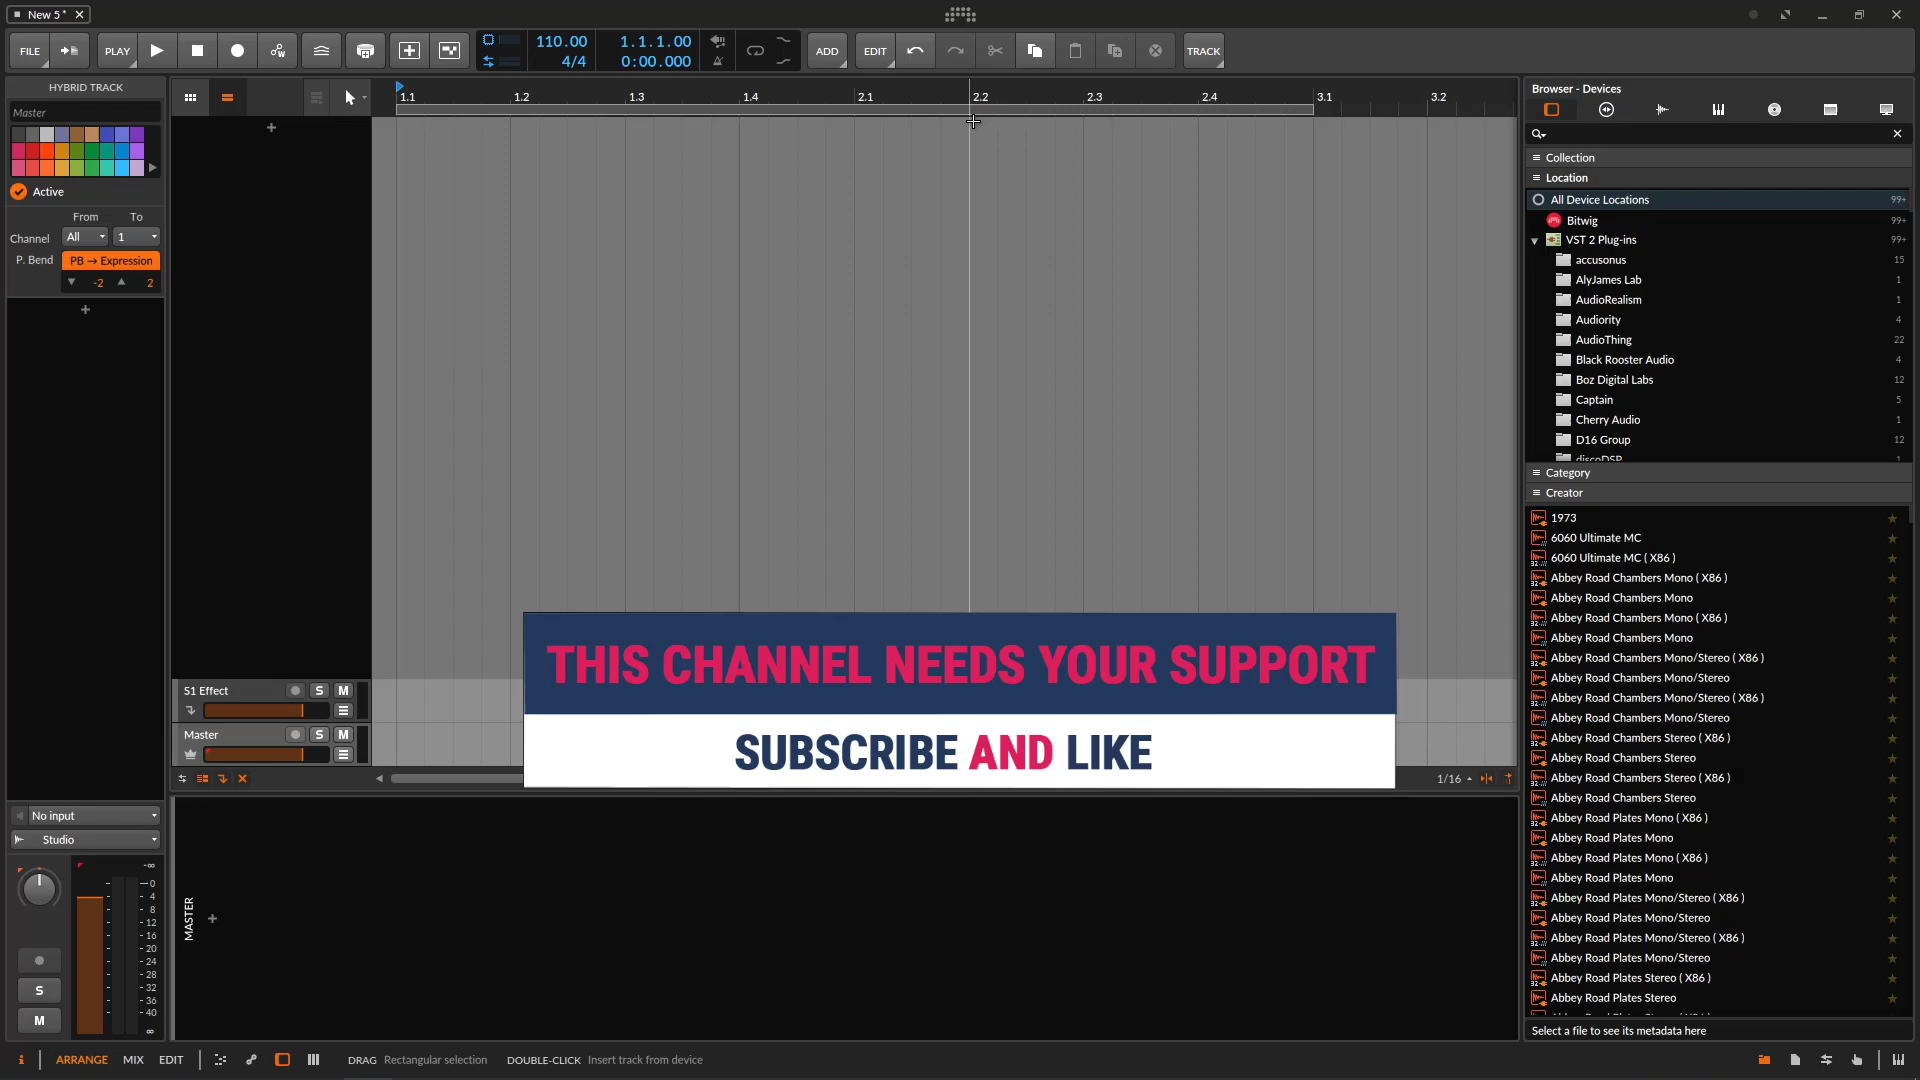 New 5 *
FILE
PLAY
110.00
4/4
1.1.1.00
0:00.000
ADD
EDIT
TRACK
HYBRID TRACK
Master
Active
From To
Channel All 1
P. Bend PB → Expression
-2 2
1.1 1.2 1.3 1.4 2.1 2.2 2.3 2.4 3.1 3.2
S1 Effect S M
Master S M
THIS CHANNEL NEEDS YOUR SUPPORT
SUBSCRIBE AND LIKE
1/16
No input
Studio
-∞
0
4
8
12
16
20
24
28
32
36
40
∞
S
M
MASTER
Browser - Devices
Collection
Location
All Device Locations 99+
Bitwig 99+
VST 2 Plug-ins 99+
accusonus 15
AlyJames Lab 1
AudioRealism 1
Audiority 4
AudioThing 22
Black Rooster Audio 4
Boz Digital Labs 12
Captain 5
Cherry Audio 1
D16 Group 12
discoDSP 1
Category
Creator
1973
6060 Ultimate MC
6060 Ultimate MC ( X86 )
Abbey Road Chambers Mono ( X86 )
Abbey Road Chambers Mono
Abbey Road Chambers Mono ( X86 )
Abbey Road Chambers Mono
Abbey Road Chambers Mono/Stereo ( X86 )
Abbey Road Chambers Mono/Stereo
Abbey Road Chambers Mono/Stereo ( X86 )
Abbey Road Chambers Mono/Stereo
Abbey Road Chambers Stereo ( X86 )
Abbey Road Chambers Stereo
Abbey Road Chambers Stereo ( X86 )
Abbey Road Chambers Stereo
Abbey Road Plates Mono ( X86 )
Abbey Road Plates Mono
Abbey Road Plates Mono ( X86 )
Abbey Road Plates Mono
Abbey Road Plates Mono/Stereo ( X86 )
Abbey Road Plates Mono/Stereo
Abbey Road Plates Mono/Stereo ( X86 )
Abbey Road Plates Mono/Stereo
Abbey Road Plates Stereo ( X86 )
Abbey Road Plates Stereo
Select a file to see its metadata here
i ARRANGE MIX EDIT DRAG Rectangular selection DOUBLE-CLICK Insert track from device